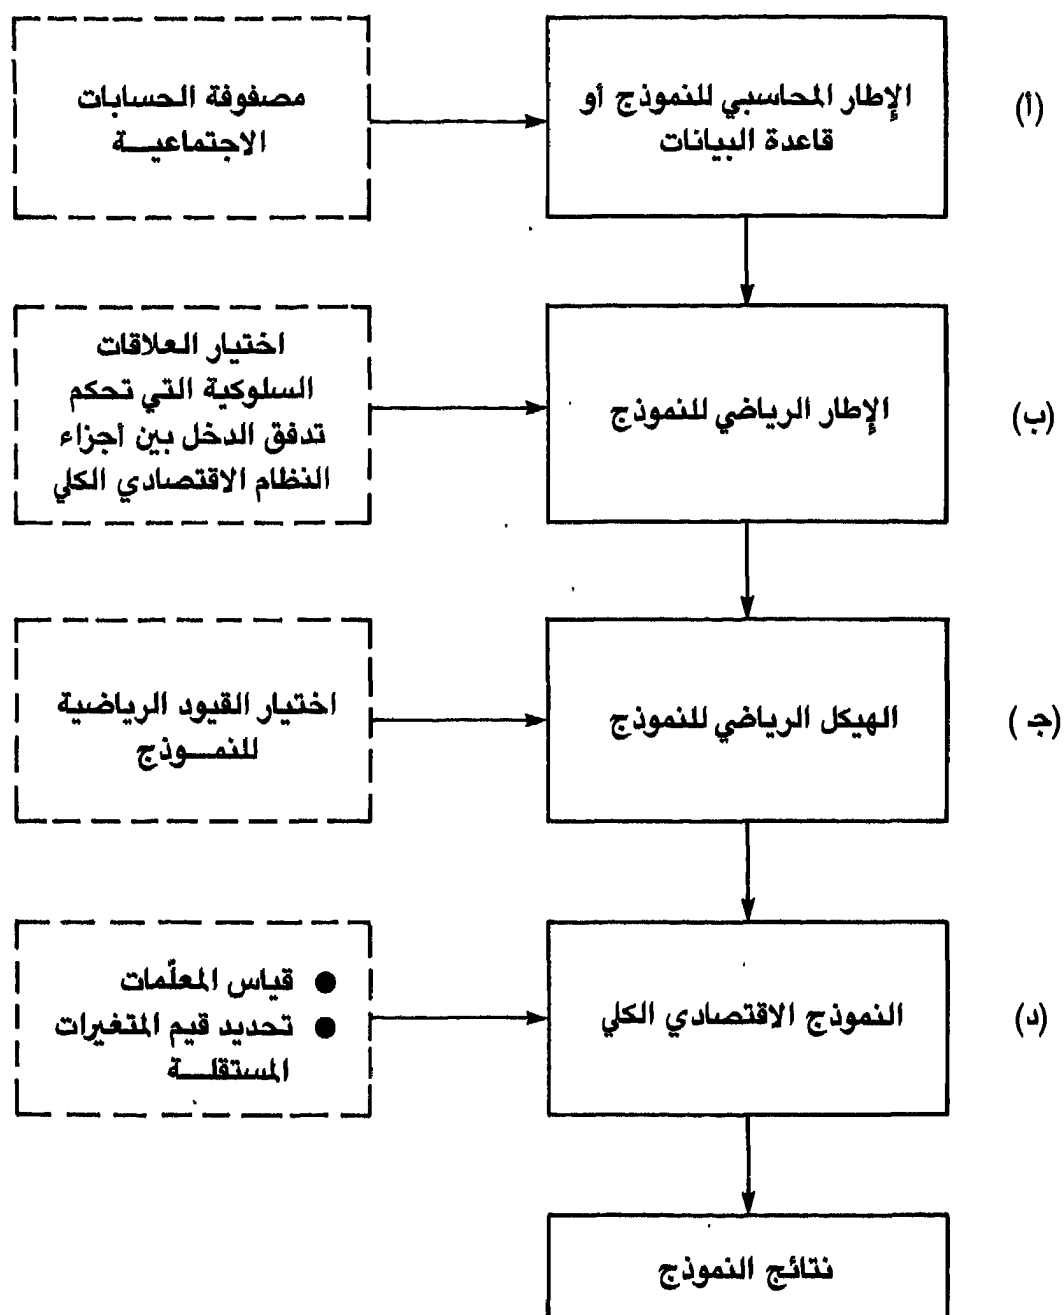 (أ)
الإطار المحاسبي للنموذج أو
قاعدة البيانات
مصفوفة الحسابات
الاجتماعيـــة
(ب)
الإطار الرياضي للنموذج
اختيار العلاقات
السلوكية التي تحكم
تدفق الدخل بين أجزاء
النظام الاقتصادي الكلي
(جـ)
الهيكل الرياضي للنموذج
اختيار القيود الرياضية
للنمـــوذج
(د)
النموذج الاقتصادي الكلي
● قياس المعلّمات
● تحديد قيم المتغيرات
المستقلـــة
نتائج النموذج